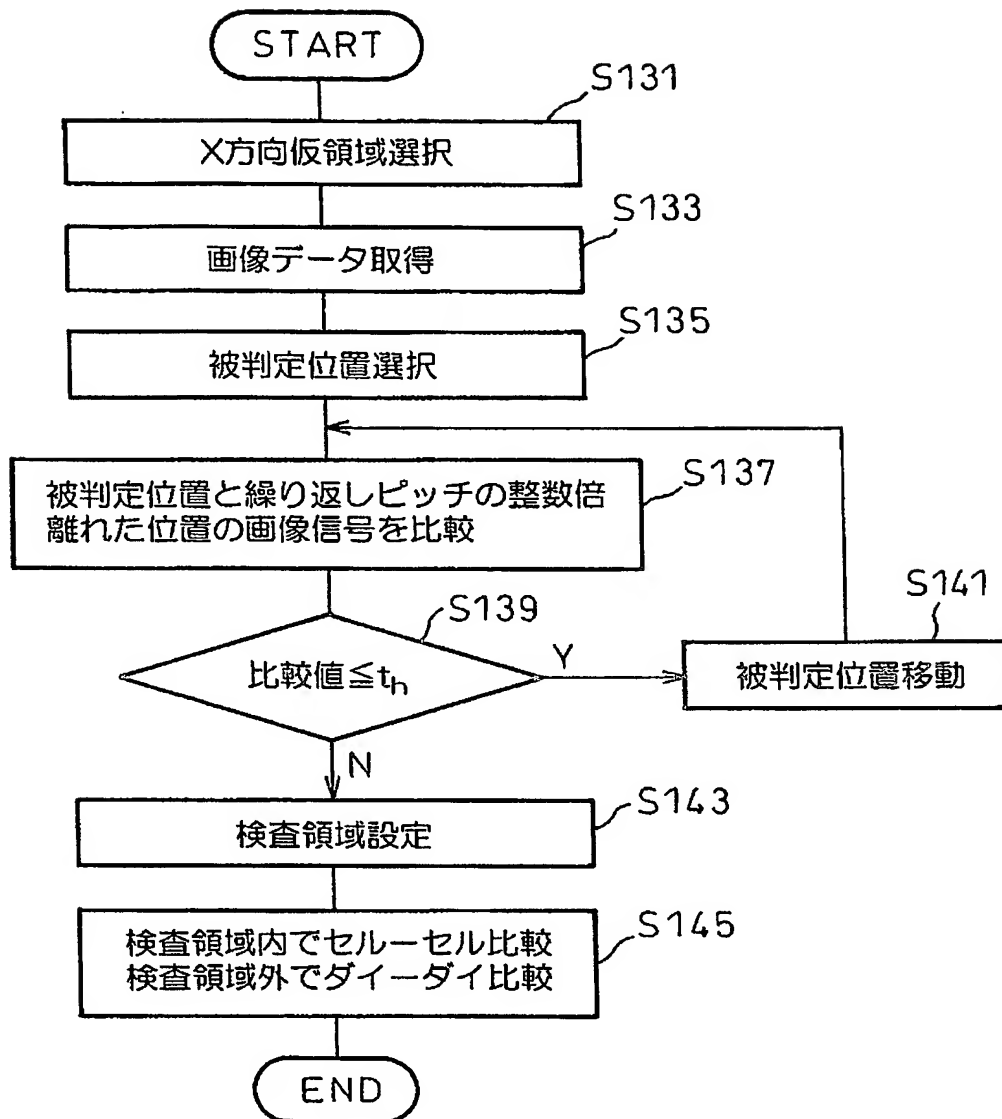 START
S131
X方向仮領域選択
S133
画像データ取得
S135
被判定位置選択
S137
被判定位置と繰り返しピッチの整数倍
離れた位置の画像信号を比較
S139
比較値≦th
Y
S141
被判定位置移動
N
S143
検査領域設定
S145
検査領域内でセルーセル比較
検査領域外でダイーダイ比較
END